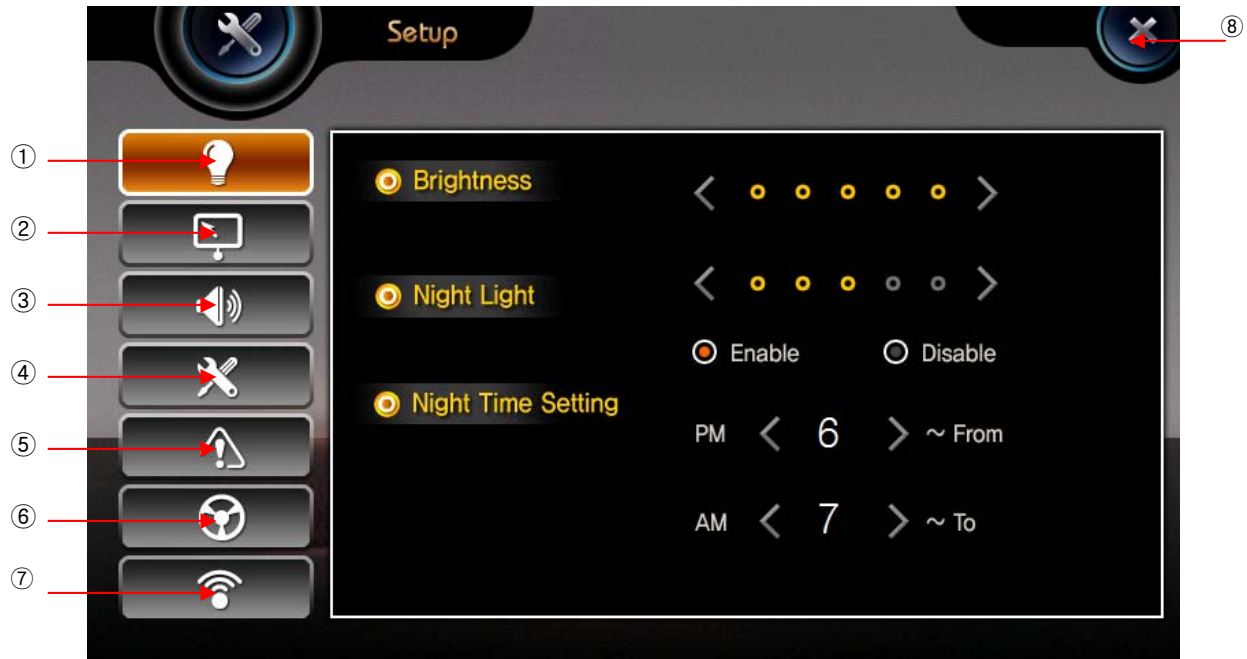 Setup
⑧
①
Brightness
②
③
Night Light
Enable Disable
④
Night Time Setting
PM 6 ~ From
⑤
⑥
AM 7 ~ To
⑦